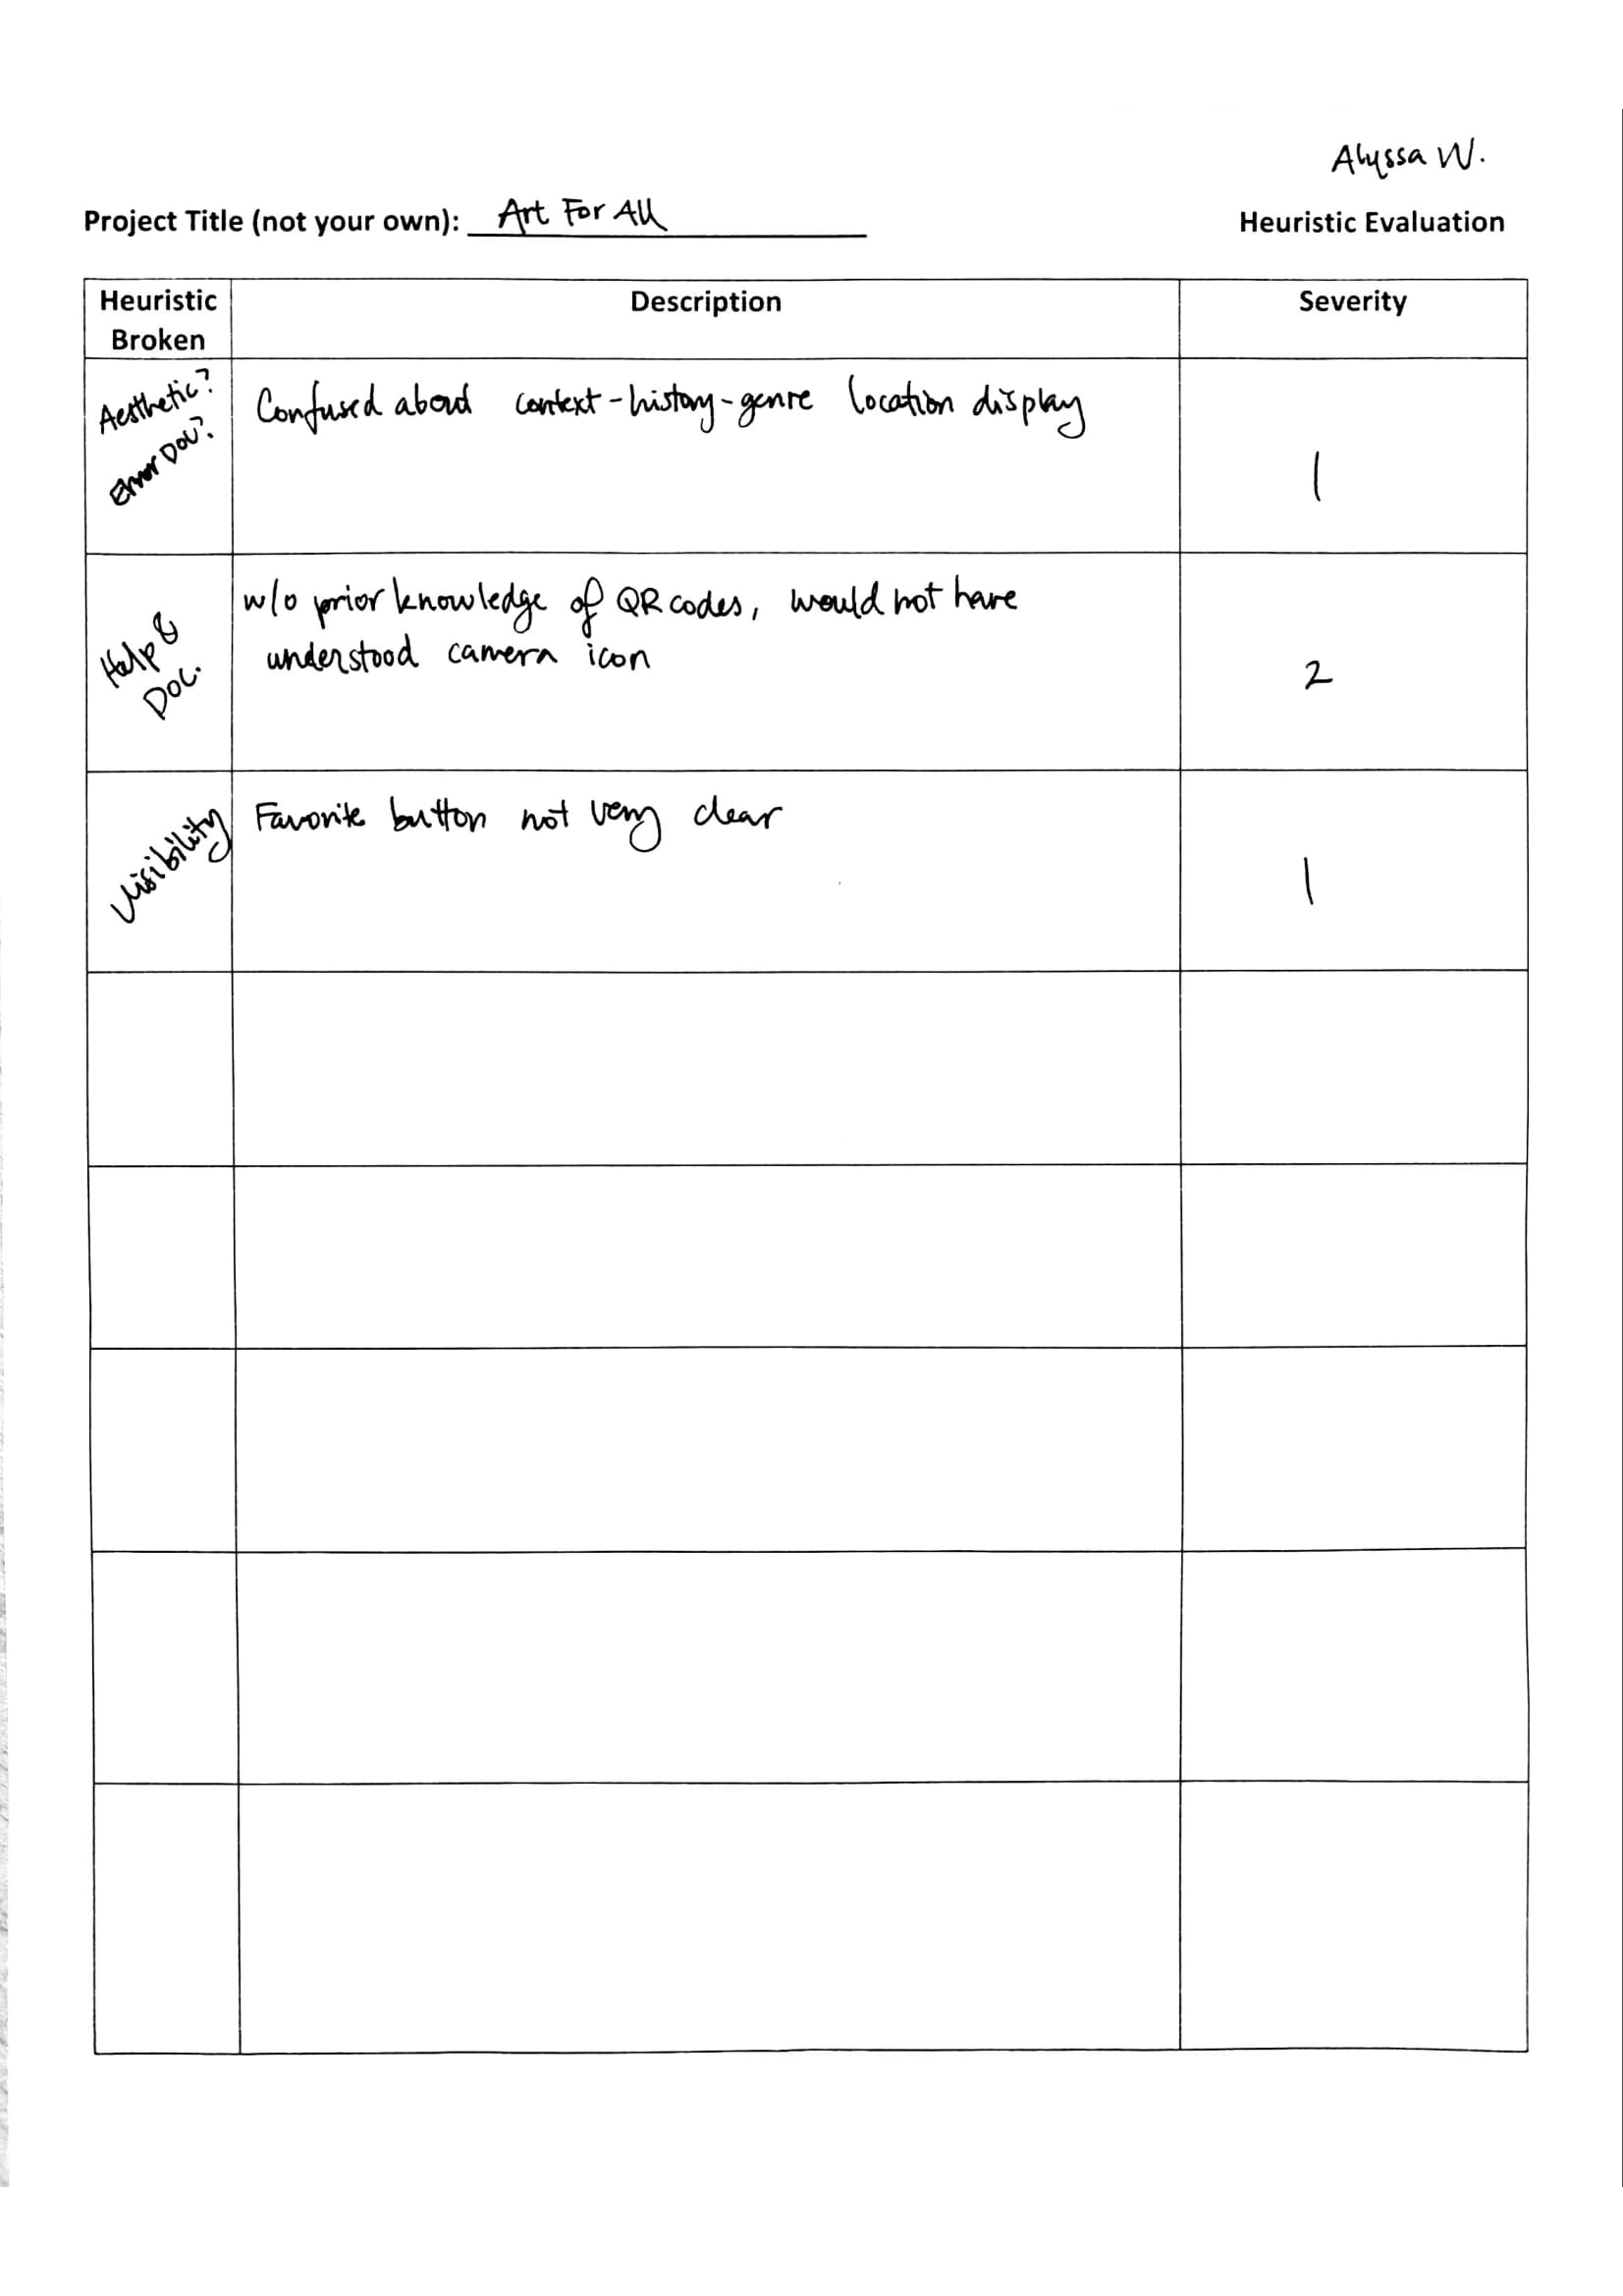 Alyssa W.
Project Title (not your own): Art For All
Heuristic Evaluation
Heuristic Broken
Description
Severity
Aesthetic?
Error Doc?
Confused about context-history-genre location display
1
Help &
Doc.
w/o prior knowledge of QR codes, would not have
understood camera icon
2
Visibility
Favorite button not very clear
1